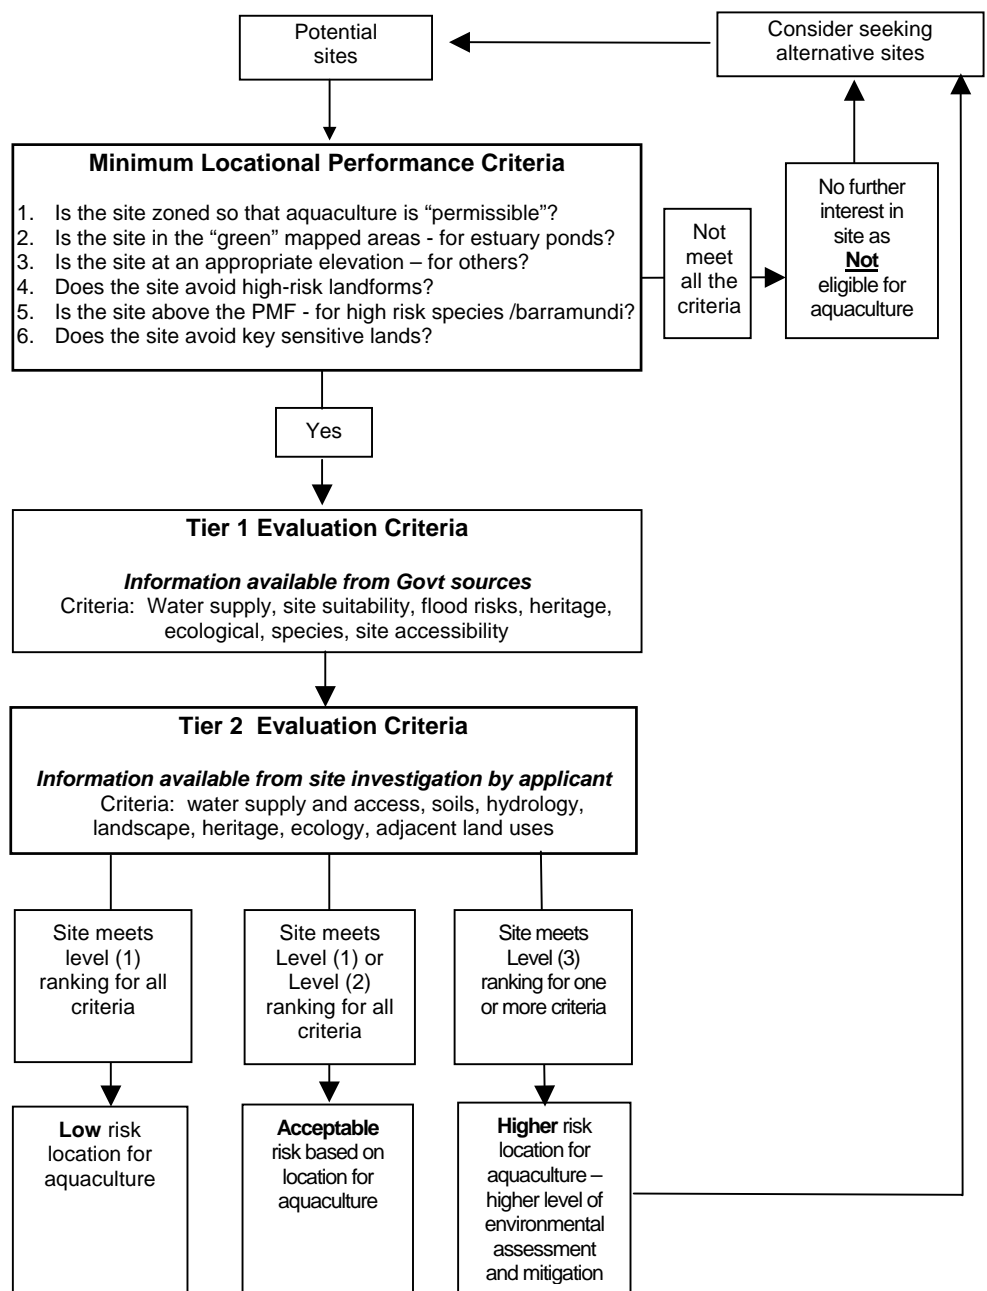 Potential
sites
Consider seeking
alternative sites
Minimum Locational Performance Criteria
1. Is the site zoned so that aquaculture is “permissible”?
2. Is the site in the “green” mapped areas - for estuary ponds?
3. Is the site at an appropriate elevation – for others?
4. Does the site avoid high-risk landforms?
5. Is the site above the PMF - for high risk species /barramundi?
6. Does the site avoid key sensitive lands?
Not
meet
all the
criteria
No further
interest in
site as
Not
eligible for
aquaculture
Yes
Tier 1 Evaluation Criteria
Information available from Govt sources
Criteria: Water supply, site suitability, flood risks, heritage,
ecological, species, site accessibility
Tier 2 Evaluation Criteria
Information available from site investigation by applicant
Criteria: water supply and access, soils, hydrology,
landscape, heritage, ecology, adjacent land uses
Site meets
level (1)
ranking for all
criteria
Site meets
Level (1) or
Level (2)
ranking for all
criteria
Site meets
Level (3)
ranking for one
or more criteria
Low risk
location for
aquaculture
Acceptable
risk based on
location for
aquaculture
Higher risk
location for
aquaculture –
higher level of
environmental
assessment
and mitigation